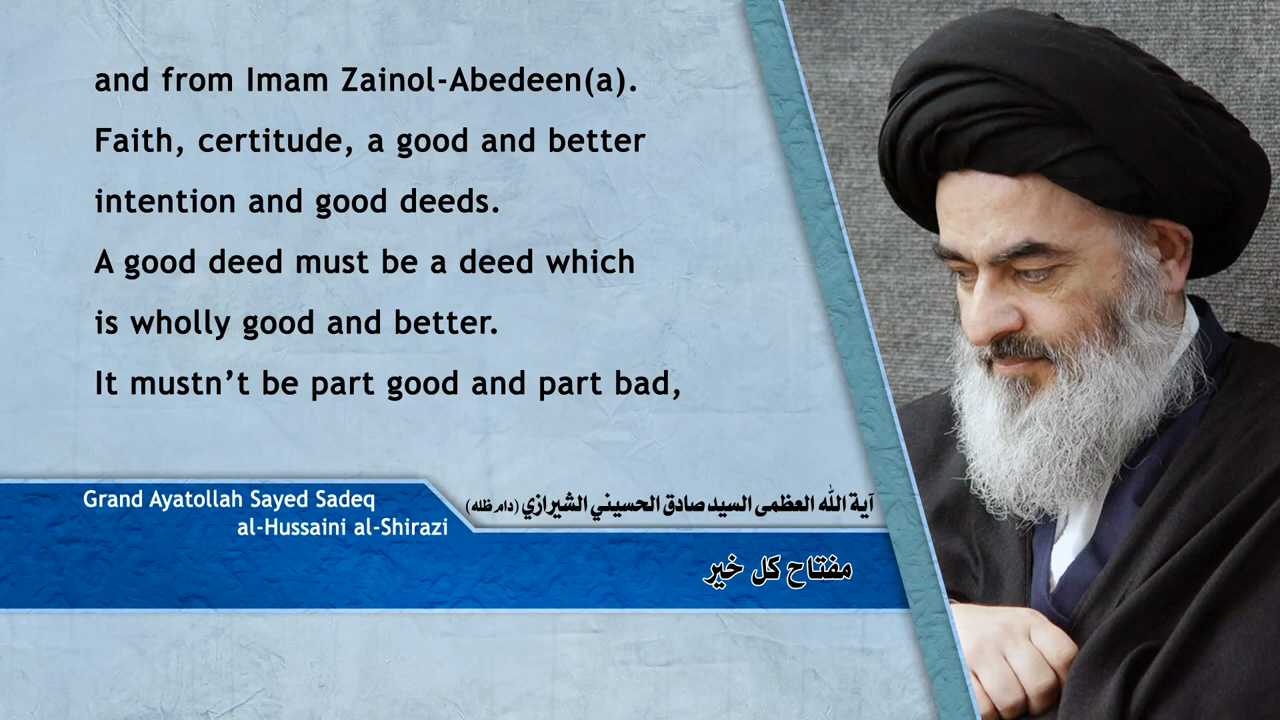 and from Imam Zainol-Abedeen(a).
Faith, certitude, a good and better
intention and good deeds.
A good deed must be a deed which
is wholly good and better.
It mustn’t be part good and part bad,
Grand Ayatollah Sayed Sadeq
al-Hussaini al-Shirazi
آية الله العظمى السيد صادق الحسيني الشيرازي (دام ظله)
مفتاح كل خير